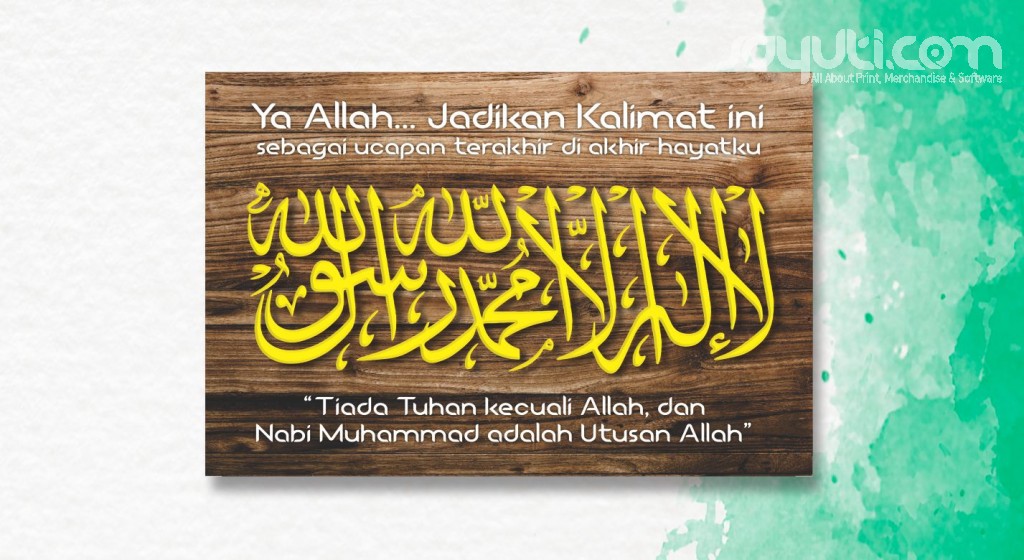 ayuti.com
All About Print, Merchandise & Software
Ya Allah... Jadikan Kalimat ini
sebagai ucapan terakhir di akhir hayatku
لا إله إلا الله محمد رسول الله
“Tiada Tuhan kecuali Allah, dan
Nabi Muhammad adalah Utusan Allah”